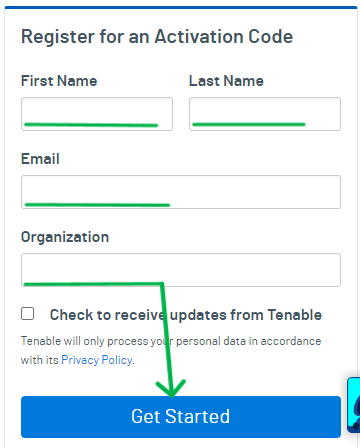 Register for an Activation Code
First Name Last Name
Email
Organization
Check to receive updates from Tenable
Tenable will only process your personal data in accordance
with its Privacy Policy.
Get Started